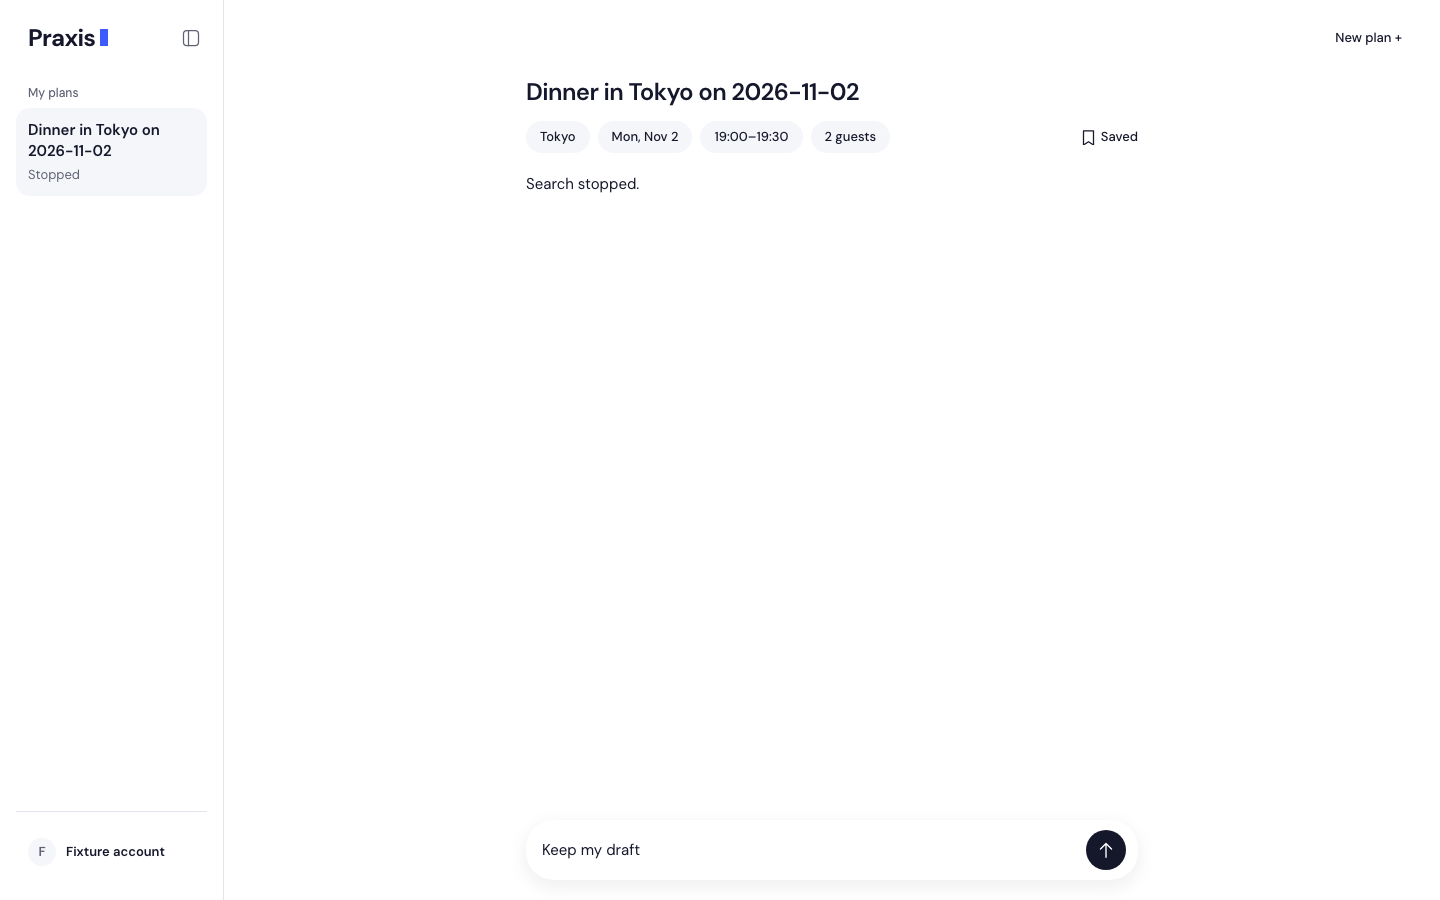 Praxis
My plans
Dinner in Tokyo on
2026-11-02
Stopped
F
Fixture account
New plan +
Dinner in Tokyo on 2026-11-02
Tokyo
Mon, Nov 2
19:00–19:30
2 guests
Saved
Search stopped.
Keep my draft